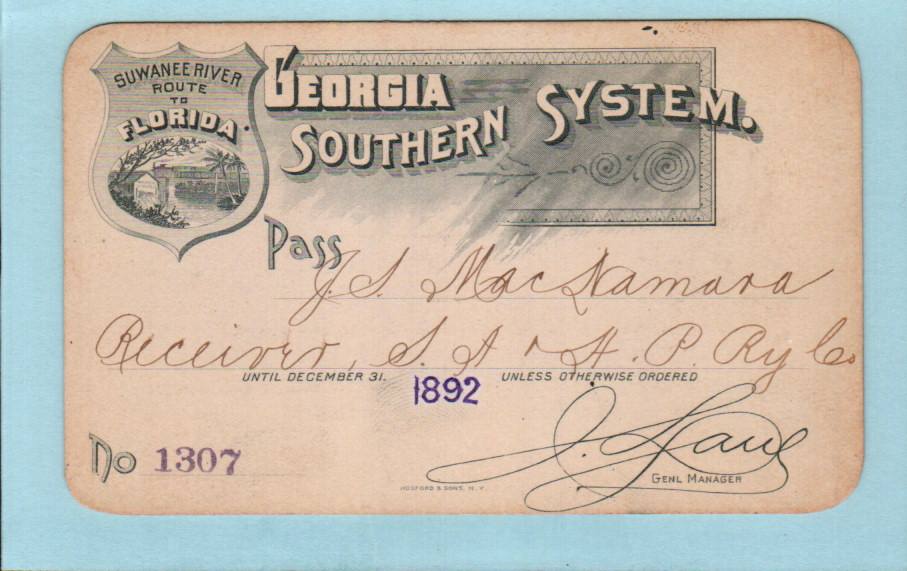 SUWANEE RIVER
ROUTE
TO
FLORIDA
GEORGIA
SOUTHERN SYSTEM.
Pass J. S. MacNamara
Receiver, S. A & H. P. Ry Co
UNTIL DECEMBER 31. 1892 UNLESS OTHERWISE ORDERED
No 1307
J. Lane
GENL MANAGER
HOSFORD & SONS, N. Y.